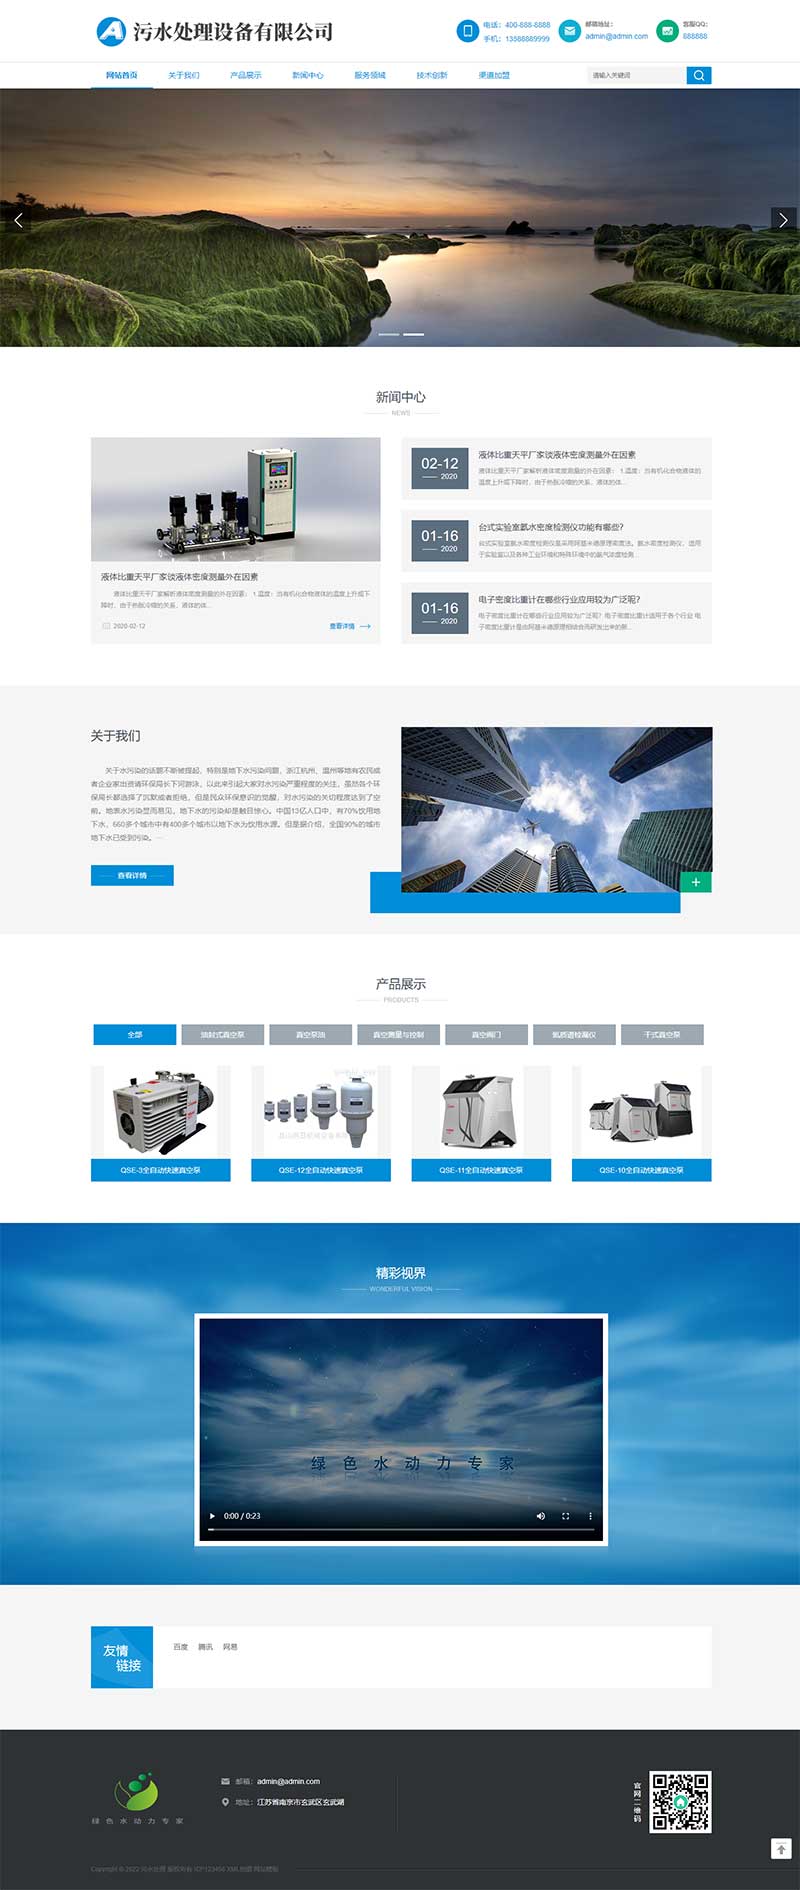 污水处理设备有限公司
电话：400-888-8888
手机：13588889999
邮箱地址：
admin@admin.com
客服QQ：
888888
网站首页 关于我们 产品展示 新闻中心 服务领域 技术创新 渠道加盟
请输入关键词
新闻中心
NEWS
液体比重天平厂家谈液体密度测量外在因素
液体比重天平厂家解析液体密度测量的外在因素： 1.温度：当有机化合物液体的温度上升或下
降时，由于热胀冷缩的关系，液体的体...
2020-02-12
查看详情
02-12
2020
液体比重天平厂家谈液体密度测量外在因素
液体比重天平厂家解析液体密度测量的外在因素： 1.温度：当有机化合物液体的
温度上升或下降时，由于热胀冷缩的关系，液体的体...
01-16
2020
台式实验室氨水密度检测仪功能有哪些？
台式实验室氨水密度检测仪是采用阿基米德原理密度法。氨水密度检测仪，适用
于实验室以及各种工业环境和特殊环境中的氨气浓度检测...
01-16
2020
电子密度比重计在哪些行业应用较为广泛呢？
电子密度比重计在哪些行业应用较为广泛呢？电子密度比重计适用于各个行业 电
子密度比重计是由阿基米德原理相结合而研发出来的新...
关于我们
关于水污染的话题不断被提起，特别是地下水污染问题，浙江杭州、温州等地有农民或
者企业家出资请环保局长下河游泳，以此来引起大家对水污染严重程度的关注，虽然各个环
保局长都选择了沉默或者拒绝，但是民众环保意识的觉醒，对水污染的关切程度达到了空
前。地表水污染显而易见，地下水的污染却是触目惊心。中国13亿人口中，有70%饮用地
下水，660多个城市中有400多个城市以地下水为饮用水源。但是据介绍，全国90%的城市
地下水已受到污染。···
查看详情
产品展示
PRODUCTS
全部 油封式真空泵 真空泵油 真空测量与控制 真空阀门 氦质谱检漏仪 干式真空泵
QSE-3全自动快速真空泵 QSE-12全自动快速真空泵 QSE-11全自动快速真空泵 QSE-10全自动快速真空泵
精彩视界
WONDERFUL VISION
绿色水动力专家
0:00 / 0:23
友情
链接
百度 腾讯 网易
绿色水动力专家
邮箱：admin@admin.com
地址：江苏省南京市玄武区玄武湖
官网二维码
Copyright © 2022 污水处理 版权所有 ICP123456 XML地图 网站模板